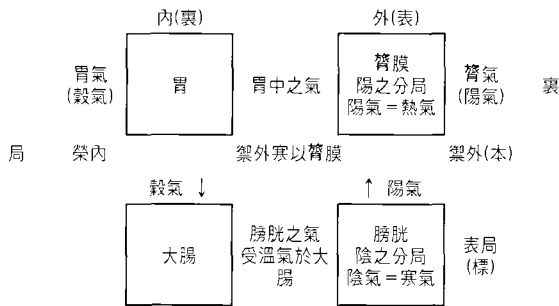 內(裏)
外(表)
胃氣
(穀氣)
胃
胃中之氣
膂膜
陽之分局
陽氣＝熱氣
膂氣
(陽氣)
裏
局
榮內
禦外寒以膂膜
禦外(本)
穀氣 ↓
↑ 陽氣
大腸
膀胱之氣
受溫氣於大
腸
膀胱
陰之分局
陰氣＝寒氣
表局
(標)